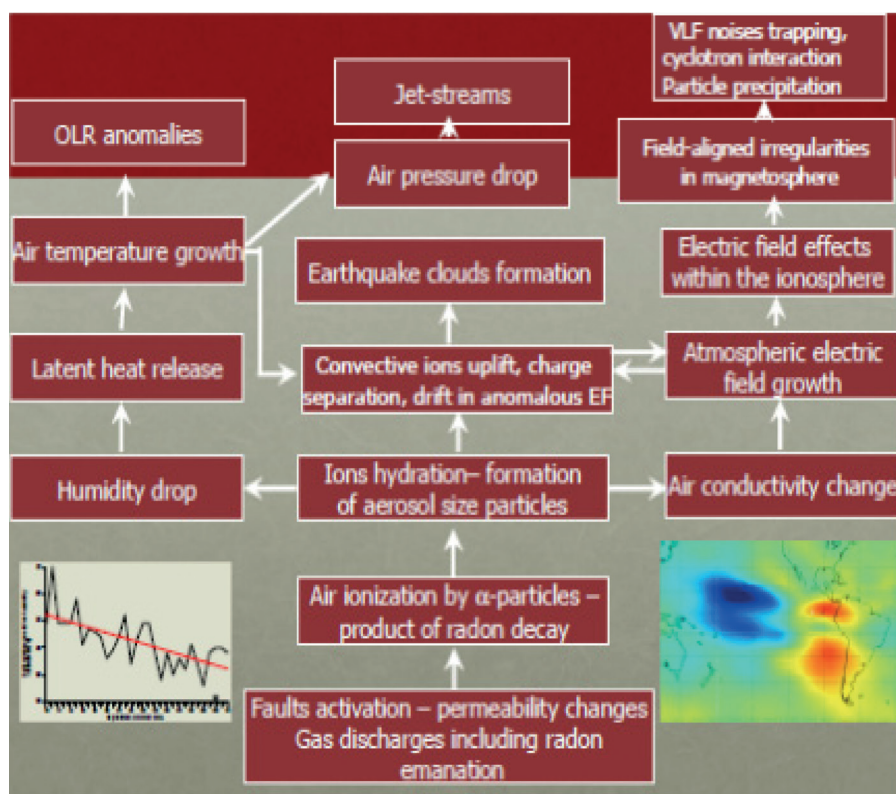 VLF noises trapping,
cyclotron interaction
Particle precipitation
Jet-streams
OLR anomalies
Field-aligned irregularities
in magnetosphere
Air pressure drop
Air temperature growth
Electric field effects
within the ionosphere
Earthquake clouds formation
Latent heat release
Convective ions uplift, charge
separation, drift in anomalous EF
Atmospheric electric
field growth
Humidity drop
Ions hydration– formation
of aerosol size particles
Air conductivity change
Air ionization by α-particles –
product of radon decay
Faults activation – permeability changes
Gas discharges including radon
emanation